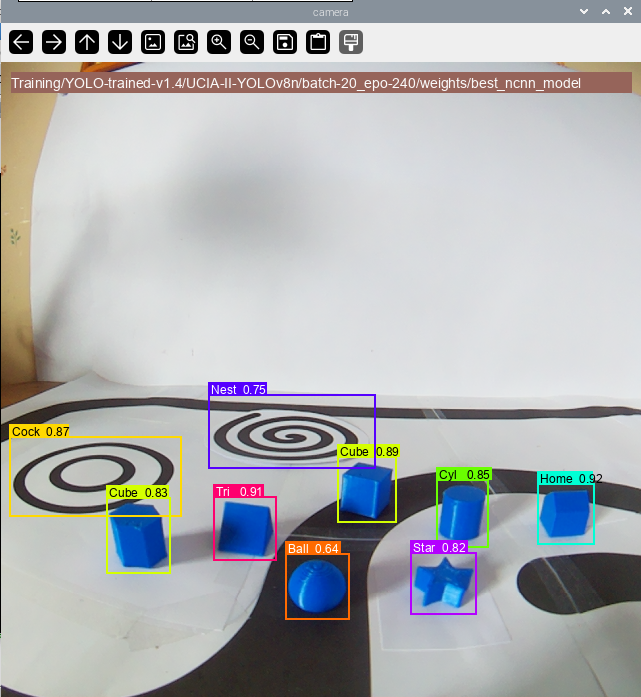 camera
Training/YOLO-trained-v1.4/UCIA-II-YOLOv8n/batch-20_epo-240/weights/best_ncnn_model
Nest 0.75
Cock 0.87
Cube 0.89
Cyl 0.85
Home 0.92
Cube 0.83
Tri 0.91
Ball 0.64
Star 0.82